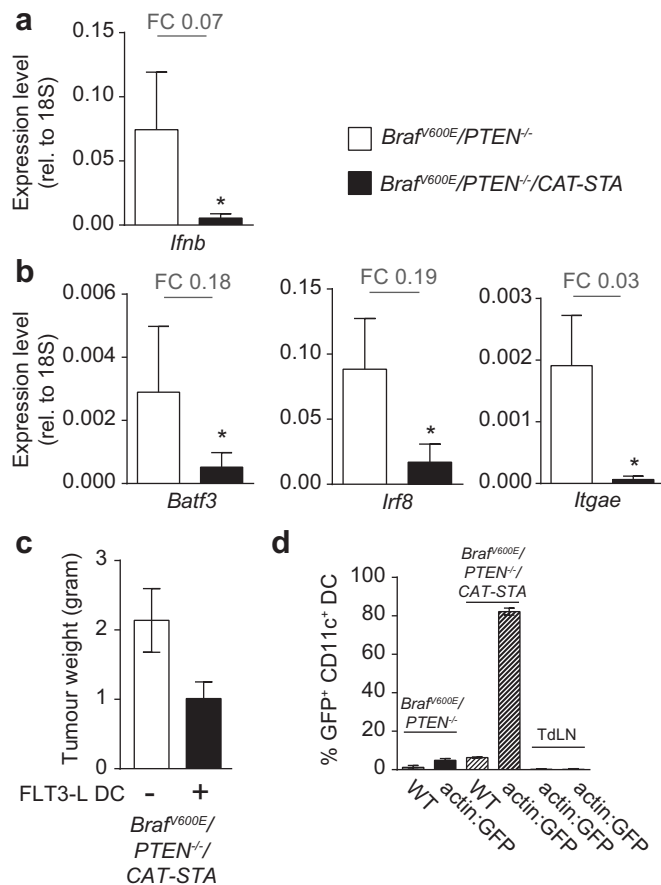 a
FC 0.07
Expression level
(rel. to 18S)
0.15
0.10
0.05
0.00
*
Ifnb
Braf^V600E/PTEN^-/-
Braf^V600E/PTEN^-/-/CAT-STA
b
FC 0.18
Expression level
(rel. to 18S)
0.006
0.004
0.002
0.000
*
Batf3
FC 0.19
0.15
0.10
0.05
0.00
*
Irf8
FC 0.03
0.003
0.002
0.001
0.000
*
Itgae
c
Tumour weight (gram)
3
2
1
0
FLT3-L DC - +
Braf^V600E/
PTEN^-/-/
CAT-STA
d
% GFP^+ CD11c^+ DC
100
80
60
40
20
0
Braf^V600E/
PTEN^-/-
Braf^V600E/
PTEN^-/-/
CAT-STA
TdLN
WT
actin:GFP
WT
actin:GFP
actin:GFP
actin:GFP